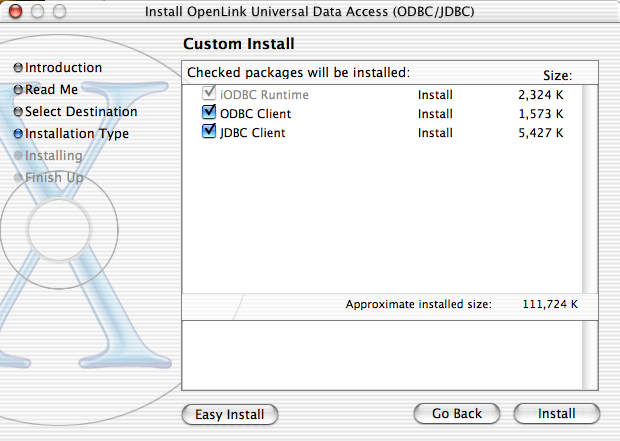 Install OpenLink Universal Data Access (ODBC/JDBC)
Custom Install
Introduction
Read Me
Select Destination
Installation Type
Installing
Finish Up
Checked packages will be installed: Size:
iODBC Runtime Install 2,324 K
ODBC Client Install 1,573 K
JDBC Client Install 5,427 K
Approximate installed size: 111,724 K
Easy Install Go Back Install